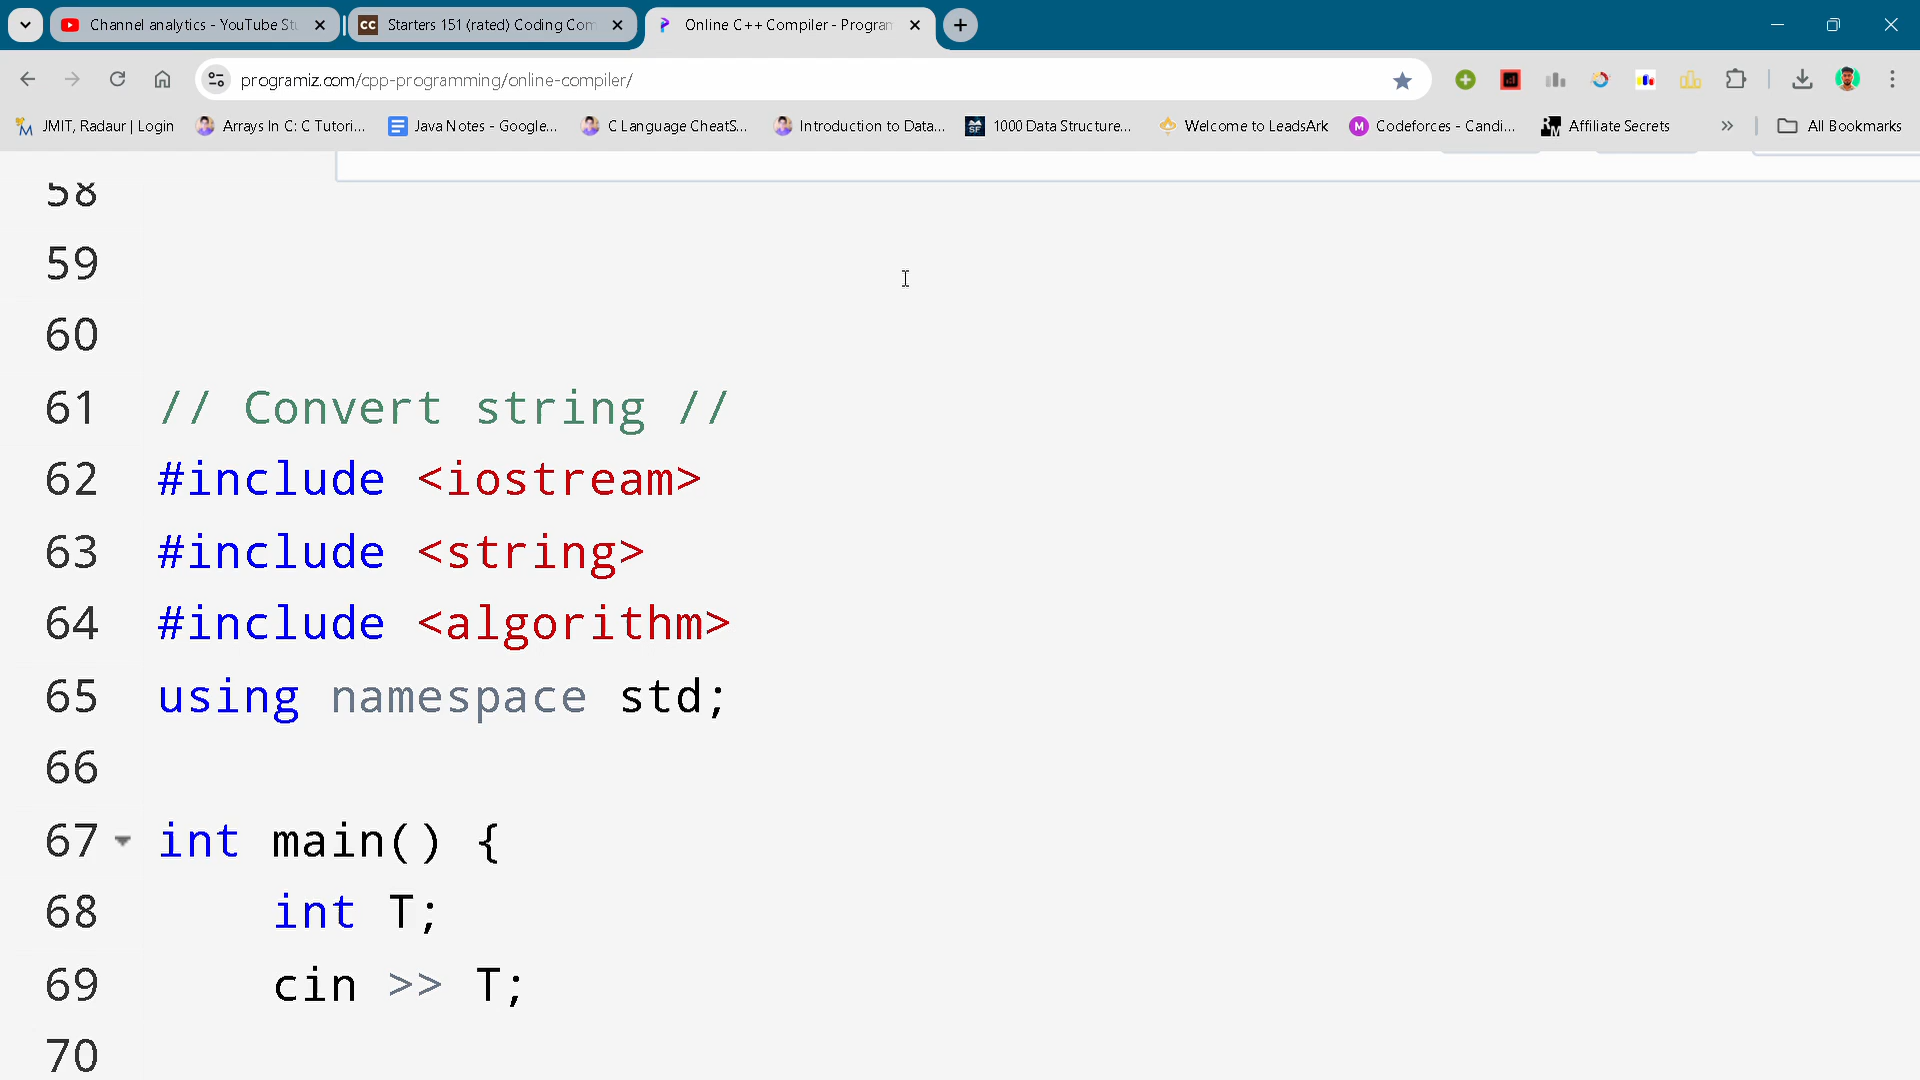 Channel analytics - YouTube Stu
Starters 151 (rated) Coding Con
Online C++ Compiler - Program
programiz.com/cpp-programming/online-compiler/
JMIT, Radaur | Login
Arrays In C: C Tutori...
Java Notes - Google...
C Language CheatS...
Introduction to Data...
1000 Data Structure...
Welcome to LeadsArk
Codeforces - Candi...
Affiliate Secrets
All Bookmarks
58
59
60
61 // Convert string //
62 #include <iostream>
63 #include <string>
64 #include <algorithm>
65 using namespace std;
66
67 int main() {
68 int T;
69 cin >> T;
70